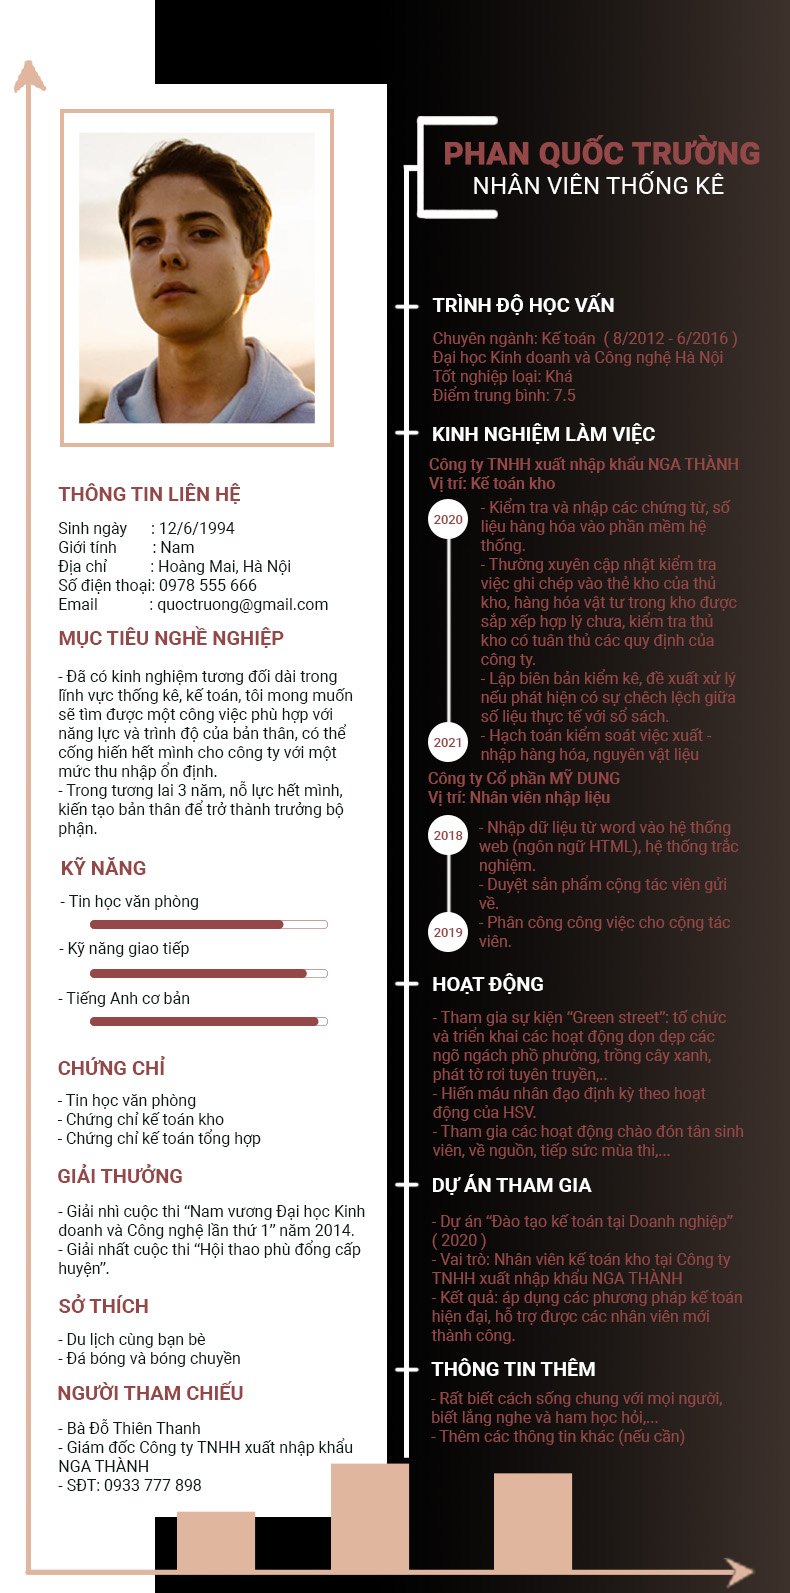 PHAN QUỐC TRƯỜNG
NHÂN VIÊN THỐNG KÊ
THÔNG TIN LIÊN HỆ
Sinh ngày : 12/6/1994
Giới tính : Nam
Địa chỉ : Hoàng Mai, Hà Nội
Số điện thoại: 0978 555 666
Email : quoctruong@gmail.com
MỤC TIÊU NGHỀ NGHIỆP
- Đã có kinh nghiệm tương đối dài trong
lĩnh vực thống kê, kế toán, tôi mong muốn
sẽ tìm được một công việc phù hợp với
năng lực và trình độ của bản thân, có thể
cống hiến hết mình cho công ty với một
mức thu nhập ổn định.
- Trong tương lai 3 năm, nỗ lực hết mình,
kiến tạo bản thân để trở thành trưởng bộ
phận.
KỸ NĂNG
- Tin học văn phòng
- Kỹ năng giao tiếp
- Tiếng Anh cơ bản
CHỨNG CHỈ
- Tin học văn phòng
- Chứng chỉ kế toán kho
- Chứng chỉ kế toán tổng hợp
GIẢI THƯỞNG
- Giải nhì cuộc thi “Nam vương Đại học Kinh
doanh và Công nghệ lần thứ 1” năm 2014.
- Giải nhất cuộc thi “Hội thao phù đổng cấp
huyện”.
SỞ THÍCH
- Du lịch cùng bạn bè
- Đá bóng và bóng chuyền
NGƯỜI THAM CHIẾU
- Bà Đỗ Thiên Thanh
- Giám đốc Công ty TNHH xuất nhập khẩu
NGA THÀNH
- SĐT: 0933 777 898
TRÌNH ĐỘ HỌC VẤN
Chuyên ngành: Kế toán ( 8/2012 - 6/2016 )
Đại học Kinh doanh và Công nghệ Hà Nội
Tốt nghiệp loại: Khá
Điểm trung bình: 7.5
KINH NGHIỆM LÀM VIỆC
Công ty TNHH xuất nhập khẩu NGA THÀNH
Vị trí: Kế toán kho
2020
- Kiểm tra và nhập các chứng từ, số
liệu hàng hóa vào phần mềm hệ
thống.
- Thường xuyên cập nhật kiểm tra
việc ghi chép vào thẻ kho của thủ
kho, hàng hóa vật tư trong kho được
sắp xếp hợp lý chưa, kiểm tra thủ
kho có tuân thủ các quy định của
công ty.
- Lập biên bản kiểm kê, đề xuất xử lý
nếu phát hiện có sự chêch lệch giữa
số liệu thực tế với sổ sách.
2021
- Hạch toán kiểm soát việc xuất -
nhập hàng hóa, nguyên vật liệu
Công ty Cổ phần MỸ DUNG
Vị trí: Nhân viên nhập liệu
2018
- Nhập dữ liệu từ word vào hệ thống
web (ngôn ngữ HTML), hệ thống trắc
nghiệm.
- Duyệt sản phẩm cộng tác viên gửi
về.
2019
- Phân công công việc cho cộng tác
viên.
HOẠT ĐỘNG
- Tham gia sự kiện “Green street”: tổ chức
và triển khai các hoạt động dọn dẹp các
ngõ ngách phồ phường, trồng cây xanh,
phát tờ rơi tuyên truyền,..
- Hiến máu nhân đạo định kỳ theo hoạt
động của HSV.
- Tham gia các hoạt động chào đón tân sinh
viên, về nguồn, tiếp sức mùa thi,...
DỰ ÁN THAM GIA
- Dự án “Đào tạo kế toán tại Doanh nghiệp”
( 2020 )
- Vai trò: Nhân viên kế toán kho tại Công ty
TNHH xuất nhập khẩu NGA THÀNH
- Kết quả: áp dụng các phương pháp kế toán
hiện đại, hỗ trợ được các nhân viên mới
thành công.
THÔNG TIN THÊM
- Rất biết cách sống chung với mọi người,
biết lắng nghe và ham học hỏi,...
- Thêm các thông tin khác (nếu cần)